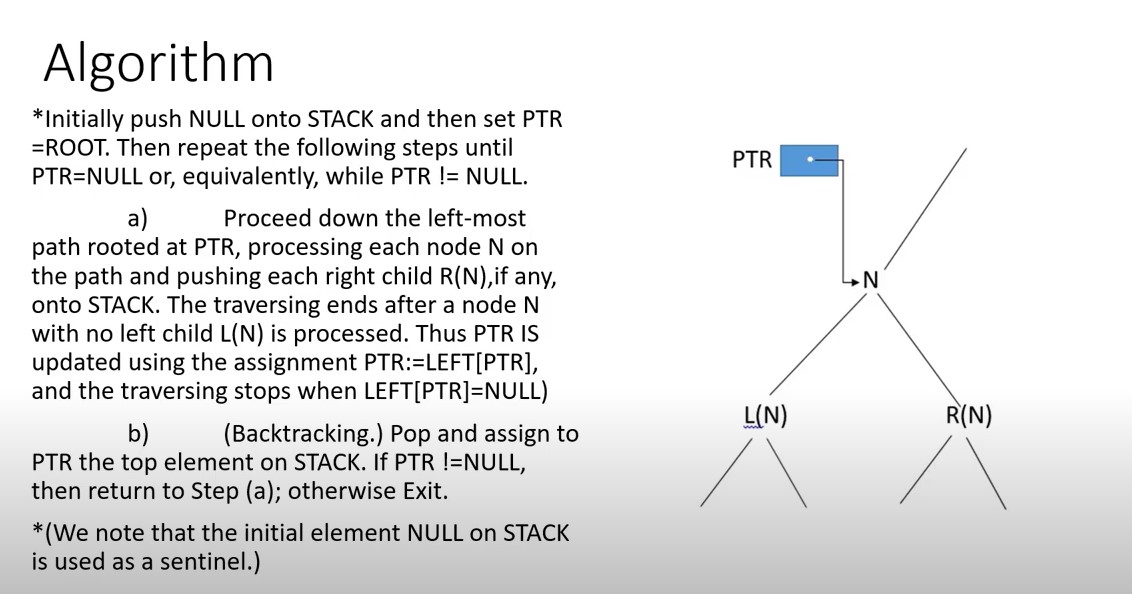 Algorithm
*Initially push NULL onto STACK and then set PTR
=ROOT. Then repeat the following steps until
PTR=NULL or, equivalently, while PTR != NULL.
a) Proceed down the left-most
path rooted at PTR, processing each node N on
the path and pushing each right child R(N),if any,
onto STACK. The traversing ends after a node N
with no left child L(N) is processed. Thus PTR IS
updated using the assignment PTR:=LEFT[PTR],
and the traversing stops when LEFT[PTR]=NULL)
b) (Backtracking.) Pop and assign to
PTR the top element on STACK. If PTR !=NULL,
then return to Step (a); otherwise Exit.
*(We note that the initial element NULL on STACK
is used as a sentinel.)
PTR
N
L(N)
R(N)